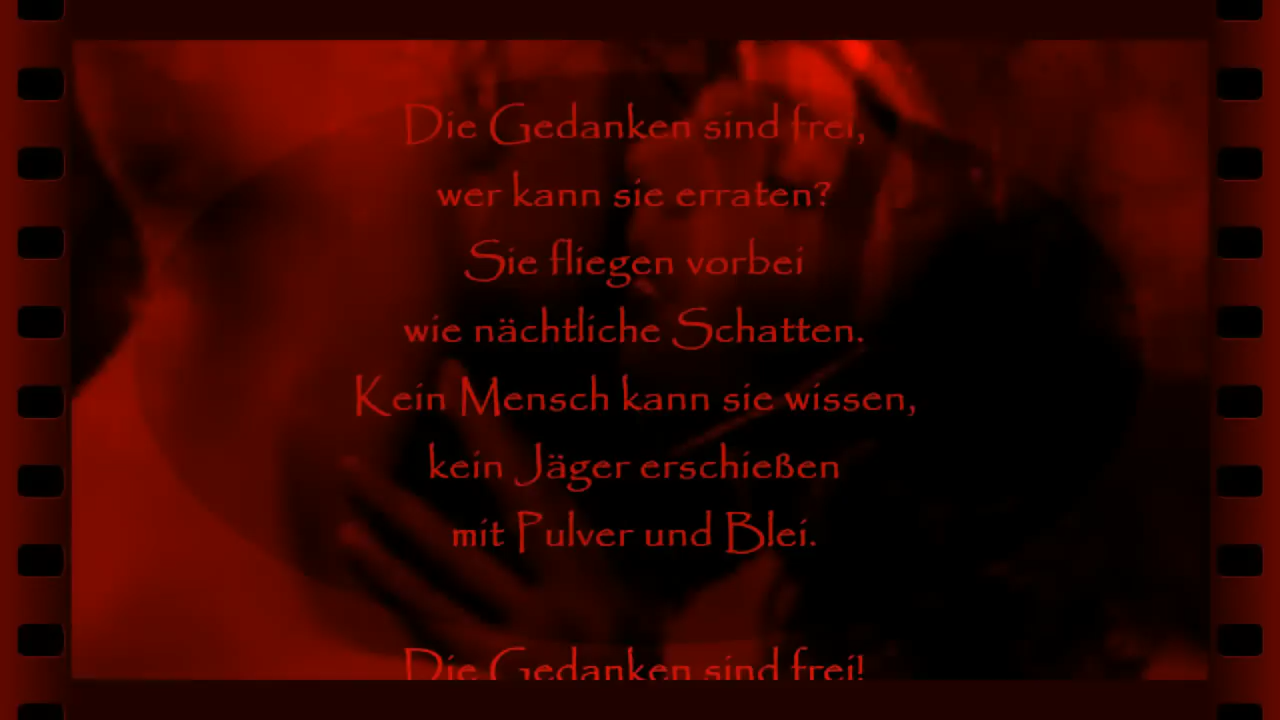 Die Gedanken sind frei,
wer kann sie erraten?
Sie fliegen vorbei
wie nächtliche Schatten.
Kein Mensch kann sie wissen,
kein Jäger erschießen
mit Pulver und Blei.
Die Gedanken sind frei!